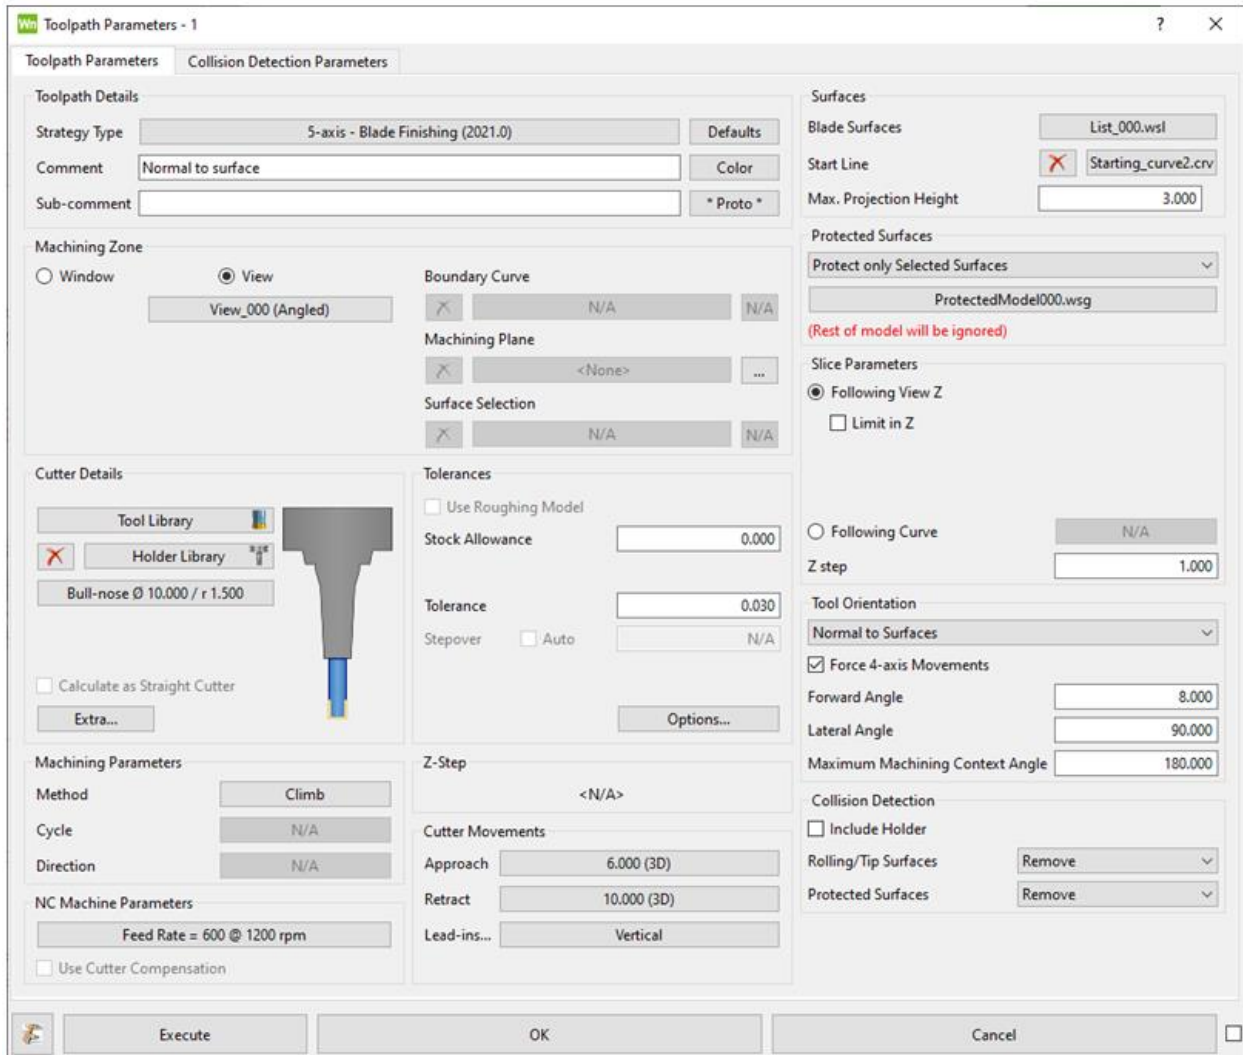 Wn Toolpath Parameters - 1 ?
Toolpath Parameters Collision Detection Parameters
Toolpath Details
Strategy Type 5-axis - Blade Finishing (2021.0) Defaults
Comment Normal to surface Color
Sub-comment * Proto *
Machining Zone
Window View
View_000 (Angled)
Boundary Curve
N/A N/A
Machining Plane
<None> ...
Surface Selection
N/A N/A
Cutter Details
Tool Library
Holder Library
Bull-nose Ø 10.000 / r 1.500
Calculate as Straight Cutter
Extra...
Tolerances
Use Roughing Model
Stock Allowance 0.000
Tolerance 0.030
Stepover Auto N/A
Options...
Machining Parameters
Method Climb
Cycle N/A
Direction N/A
NC Machine Parameters
Feed Rate = 600 @ 1200 rpm
Use Cutter Compensation
Z-Step
<N/A>
Cutter Movements
Approach 6.000 (3D)
Retract 10.000 (3D)
Lead-ins... Vertical
Surfaces
Blade Surfaces List_000.wsl
Start Line Starting_curve2.crv
Max. Projection Height 3.000
Protected Surfaces
Protect only Selected Surfaces
ProtectedModel000.wsg
(Rest of model will be ignored)
Slice Parameters
Following View Z
Limit in Z
Following Curve N/A
Z step 1.000
Tool Orientation
Normal to Surfaces
Force 4-axis Movements
Forward Angle 8.000
Lateral Angle 90.000
Maximum Machining Context Angle 180.000
Collision Detection
Include Holder
Rolling/Tip Surfaces Remove
Protected Surfaces Remove
Execute OK Cancel